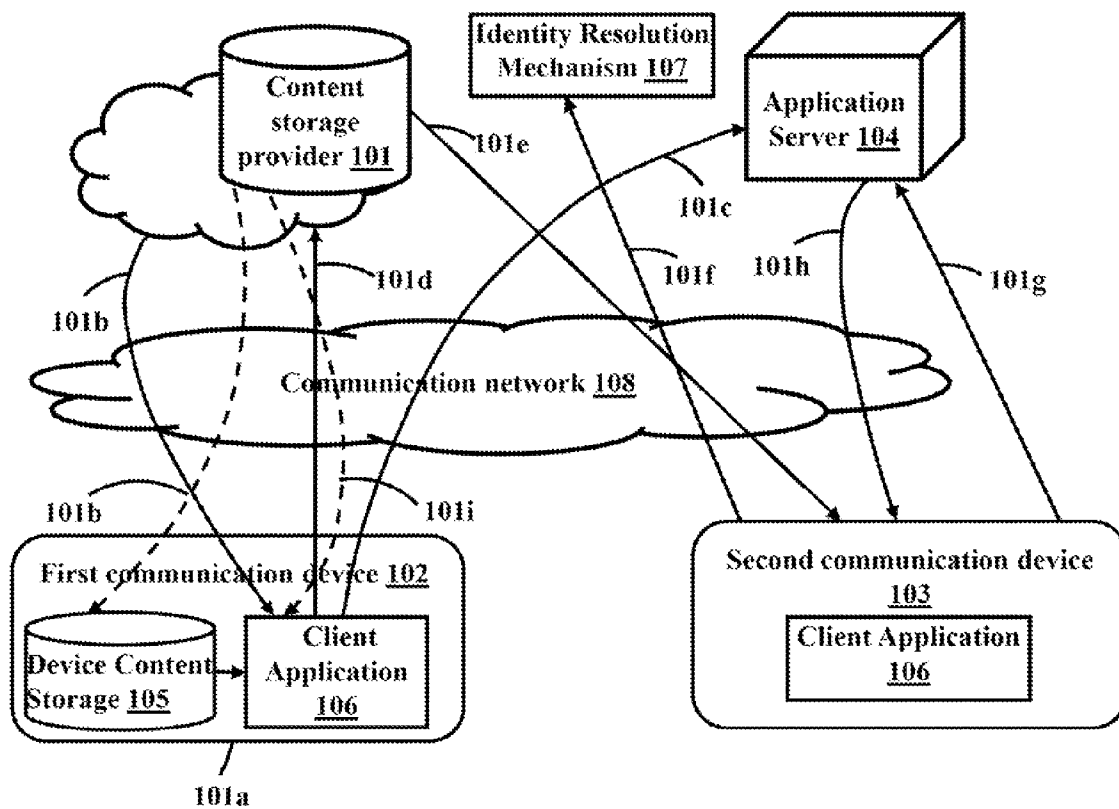 Identity Resolution
Mechanism 107
Content
storage
provider 101
Application
Server 104
101e
101c
101b
101d
101f
101h
101g
Communication network 108
101b
101i
First communication device 102
Second communication device
103
Device Content
Storage 105
Client
Application
106
Client Application
106
101a